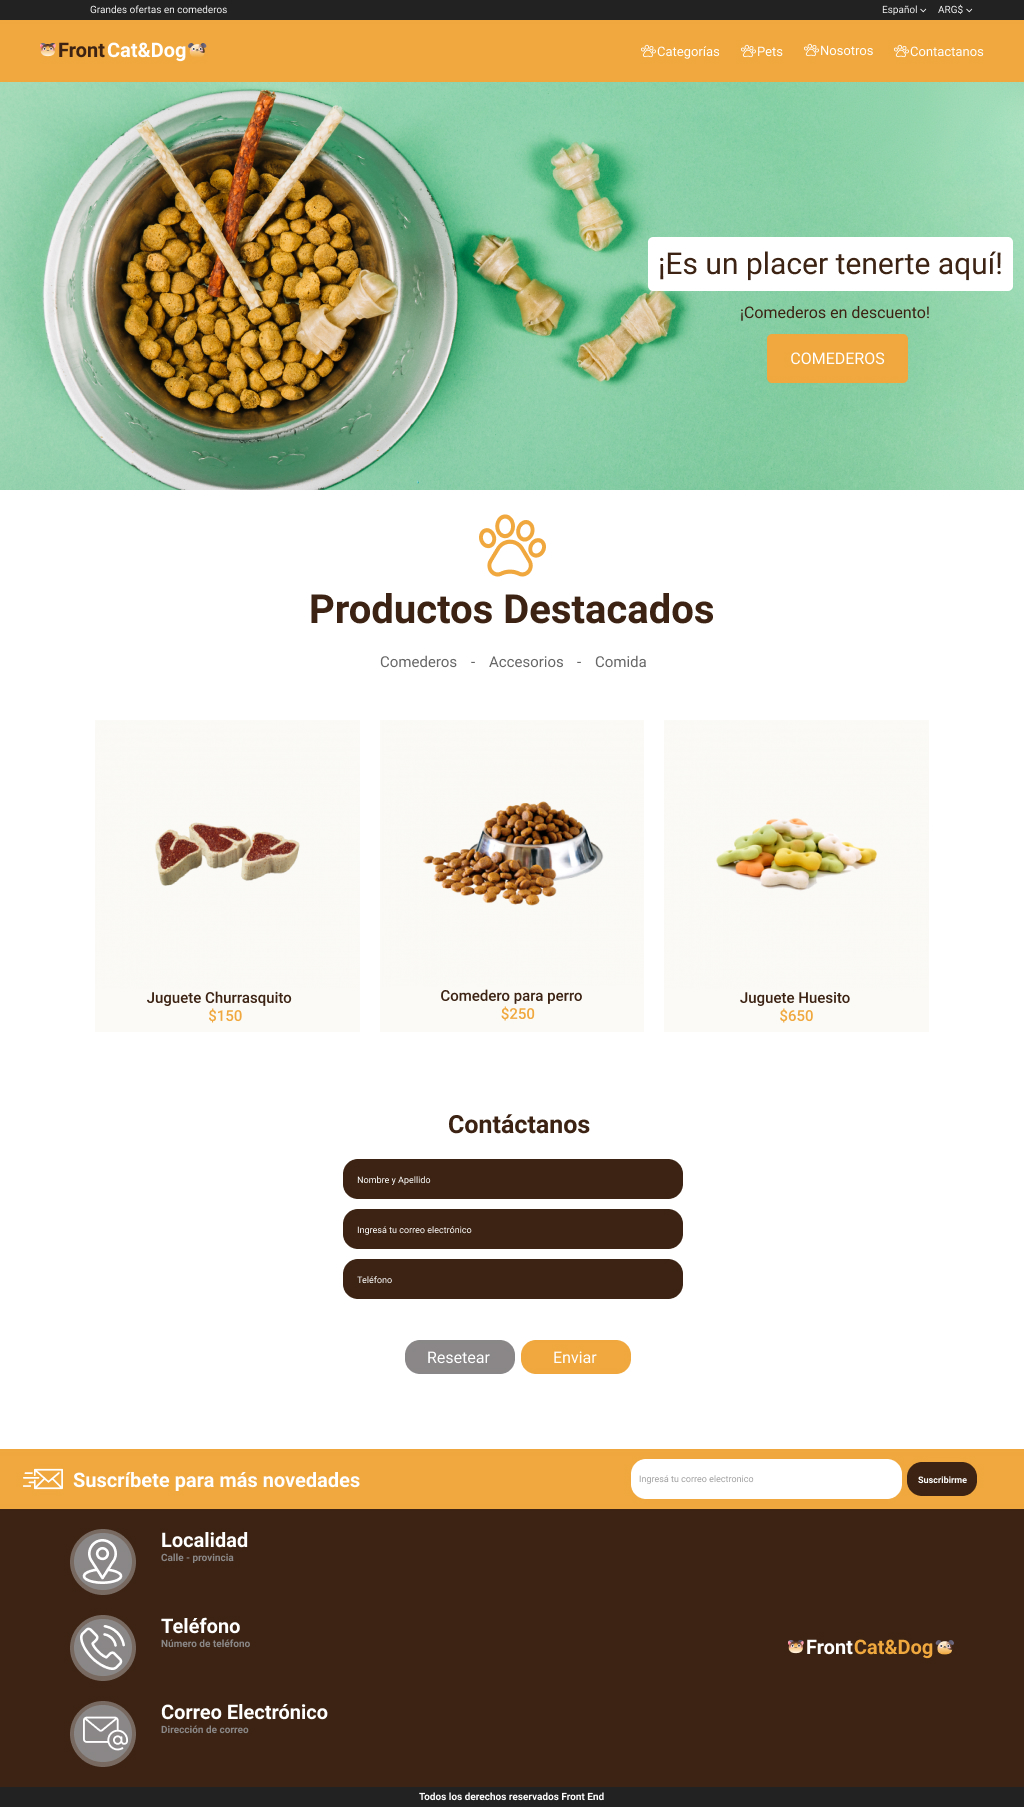 Grandes ofertas en comederos
Español
ARG$
FrontCat&Dog
Categorías
Pets
Nosotros
Contactanos
¡Es un placer tenerte aquí!
¡Comederos en descuento!
COMEDEROS
Productos Destacados
Comederos - Accesorios - Comida
Juguete Churrasquito
$150
Comedero para perro
$250
Juguete Huesito
$650
Contáctanos
Nombre y Apellido
Ingresá tu correo electrónico
Teléfono
Resetear
Enviar
Suscríbete para más novedades
Ingresá tu correo electronico
Suscribirme
Localidad
Calle - provincia
Teléfono
Número de teléfono
FrontCat&Dog
Correo Electrónico
Dirección de correo
Todos los derechos reservados Front End